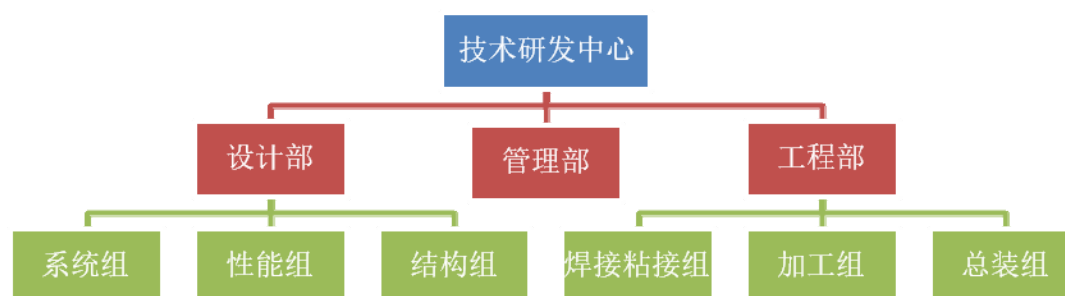 技术研发中心
设计部
管理部
工程部
系统组
性能组
结构组
焊接粘接组
加工组
总装组